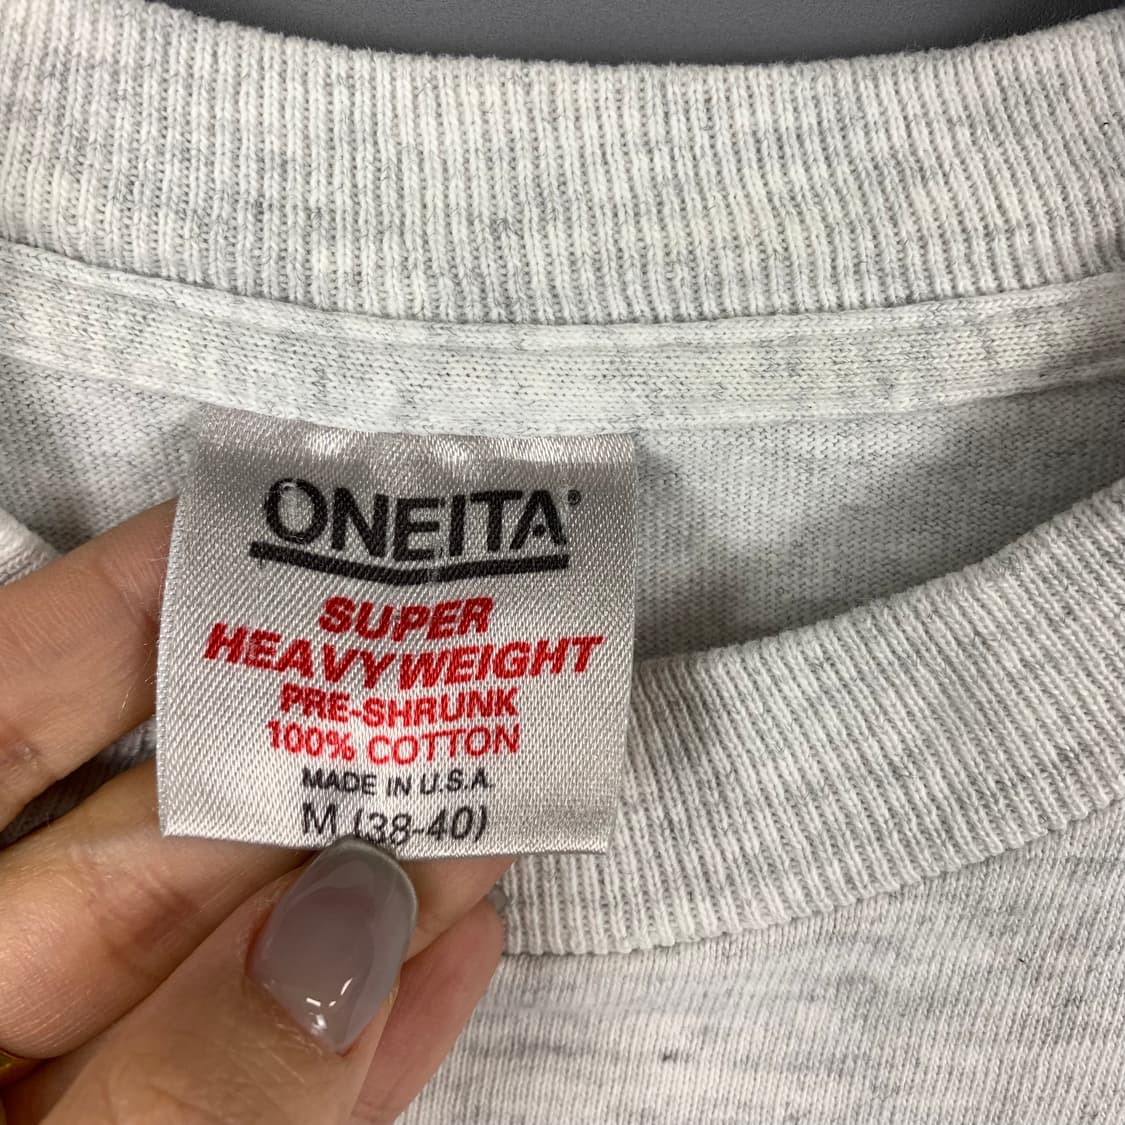 ONEITA®
SUPER
HEAVYWEIGHT
PRE-SHRUNK
100% COTTON
MADE IN U.S.A.
M (38-40)